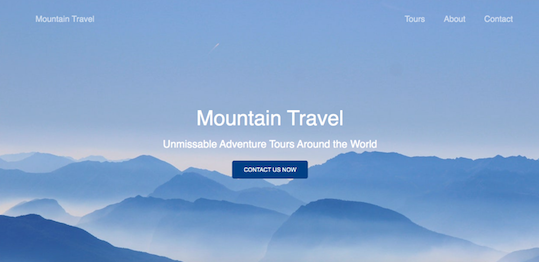 Mountain Travel
Tours About Contact
Mountain Travel
Unmissable Adventure Tours Around the World
CONTACT US NOW